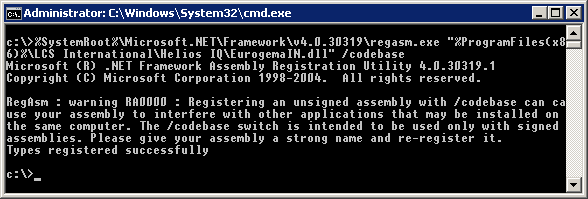 Administrator: C:\Windows\System32\cmd.exe
c:\>%SystemRoot%\Microsoft.NET\Framework\v4.0.30319\regasm.exe "%ProgramFiles(x8
6)%\LCS International\Helios IQ\EurogemaIN.dll" /codebase
Microsoft (R) .NET Framework Assembly Registration Utility 4.0.30319.1
Copyright (C) Microsoft Corporation 1998-2004.  All rights reserved.
RegAsm : warning RA0000 : Registering an unsigned assembly with /codebase can ca
use your assembly to interfere with other applications that may be installed on
the same computer. The /codebase switch is intended to be used only with signed
assemblies. Please give your assembly a strong name and re-register it.
Types registered successfully
c:\>_